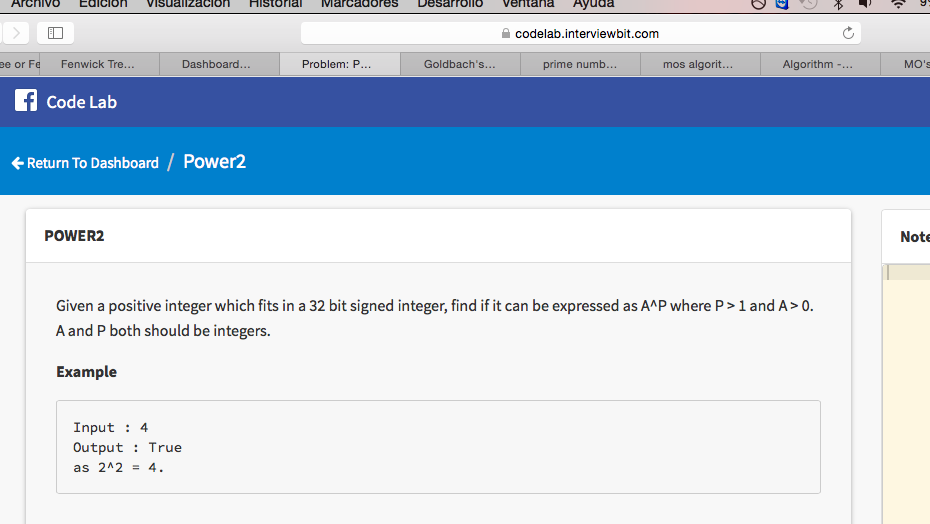 Archivo Edición Visualización Historial Marcadores Desarrollo Ventana Ayuda
codelab.interviewbit.com
ee or Fe Fenwick Tre... Dashboard... Problem: P... Goldbach's... prime numb... mos algorit... Algorithm -... MO's
Code Lab
Return To Dashboard / Power2
POWER2
Note
Given a positive integer which fits in a 32 bit signed integer, find if it can be expressed as A^P where P > 1 and A > 0.
A and P both should be integers.
Example
Input : 4
Output : True
as 2^2 = 4.